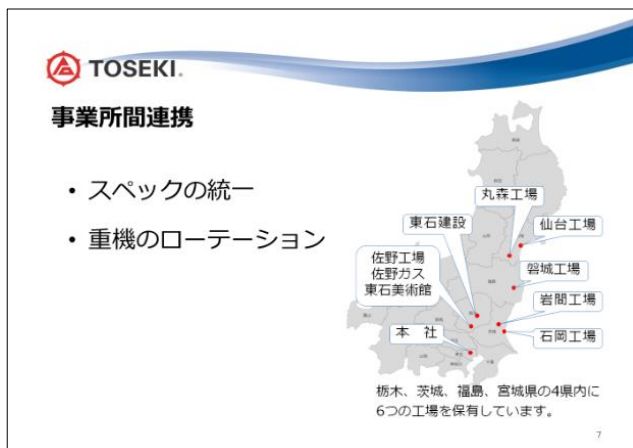 TOSEKI.
事業所間連携
• スペックの統一
• 重機のローテーション
丸森工場
東石建設
仙台工場
佐野工場
佐野ガス
東石美術館
磐城工場
岩間工場
本 社
石岡工場
栃木、茨城、福島、宮城県の4県内に
6つの工場を保有しています。
7